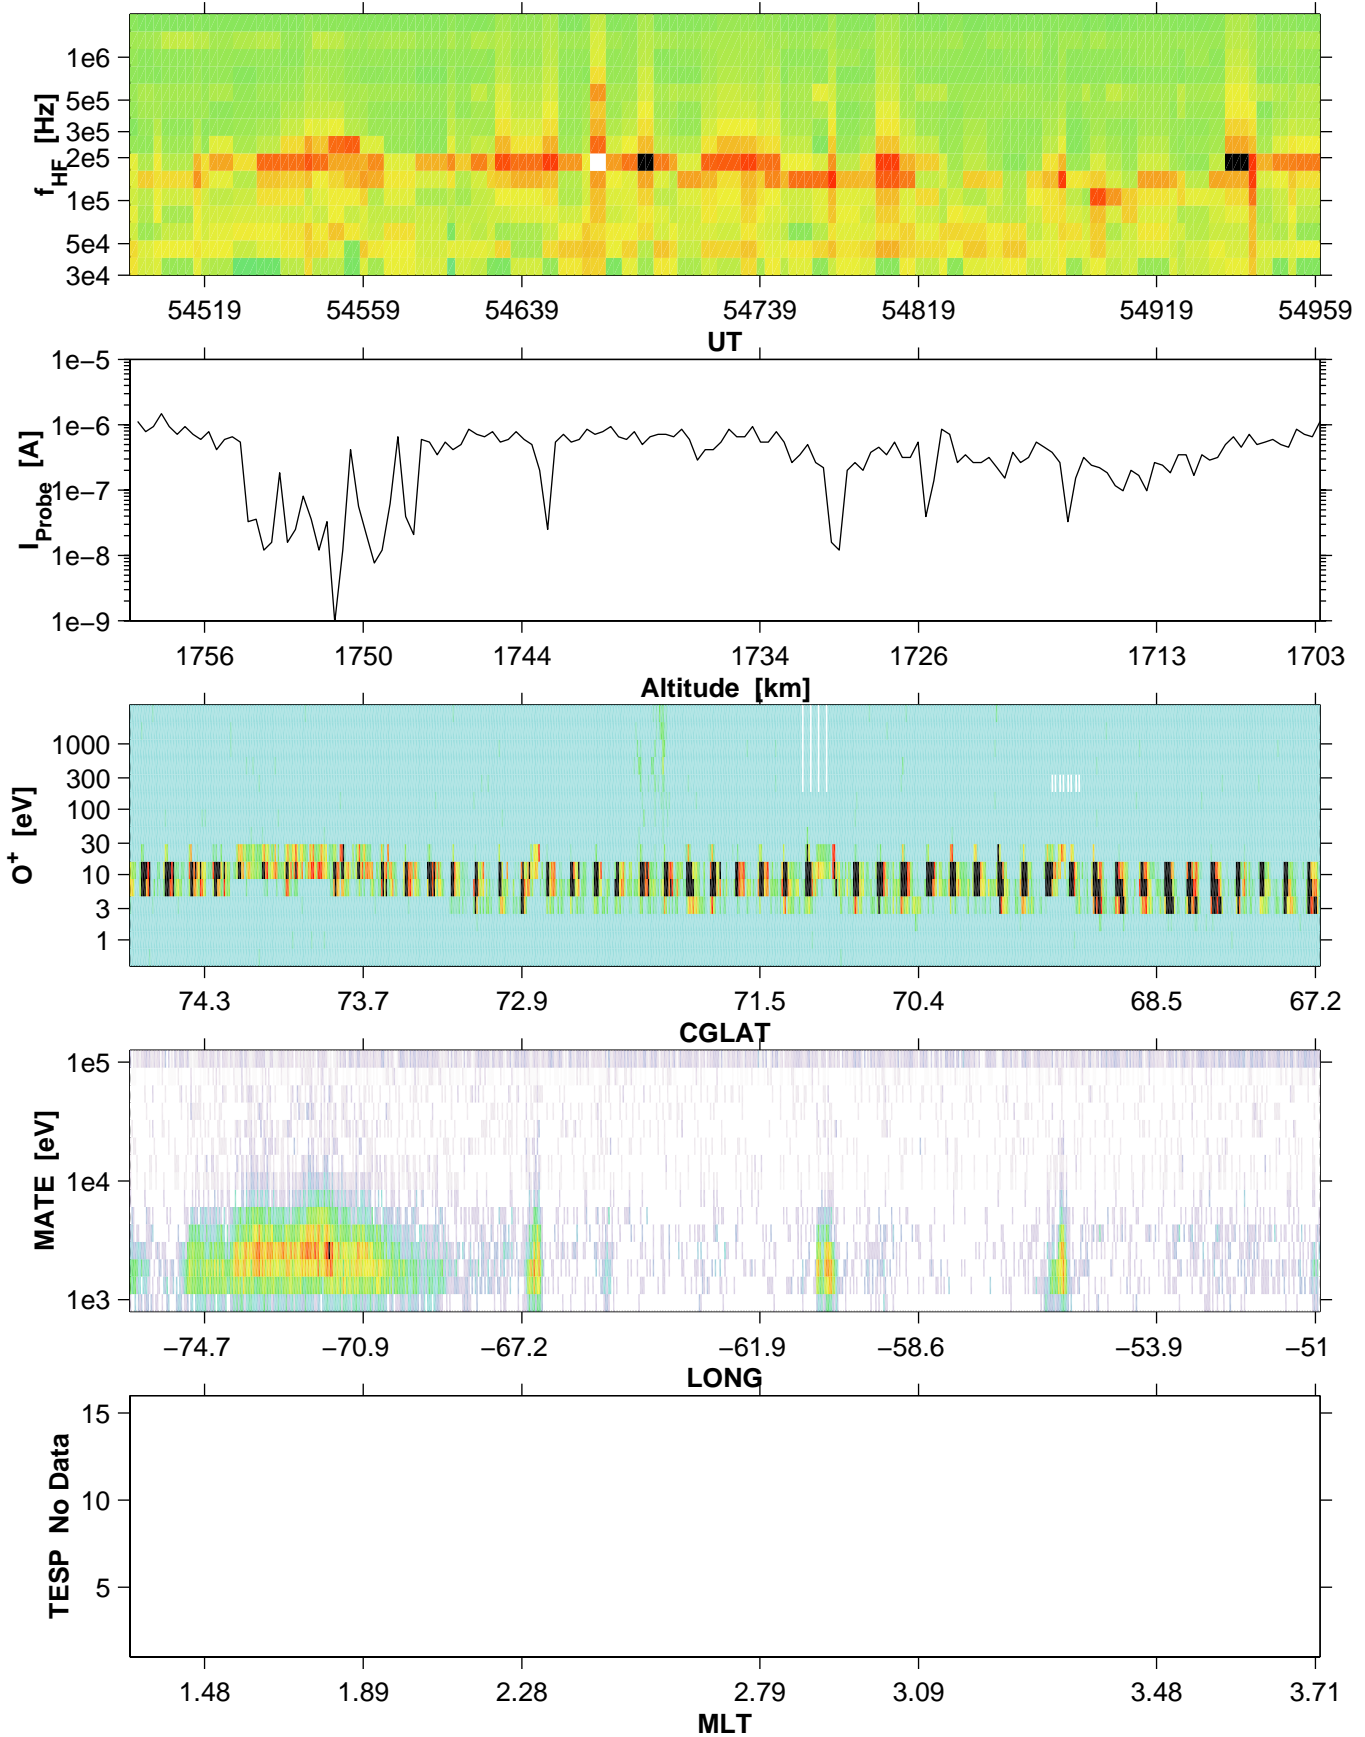 f_HF [Hz]
1e6
5e5
3e5
2e5
1e5
5e4
3e4
54519 54559 54639 54739 54819 54919 54959
UT
I_Probe [A]
1e−5
1e−6
1e−7
1e−8
1e−9
1756 1750 1744 1734 1726 1713 1703
Altitude [km]
O+ [eV]
1000
300
100
30
10
3
1
74.3 73.7 72.9 71.5 70.4 68.5 67.2
CGLAT
MATE [eV]
1e5
1e4
1e3
−74.7 −70.9 −67.2 −61.9 −58.6 −53.9 −51
LONG
TESP No Data
15
10
5
1.48 1.89 2.28 2.79 3.09 3.48 3.71
MLT